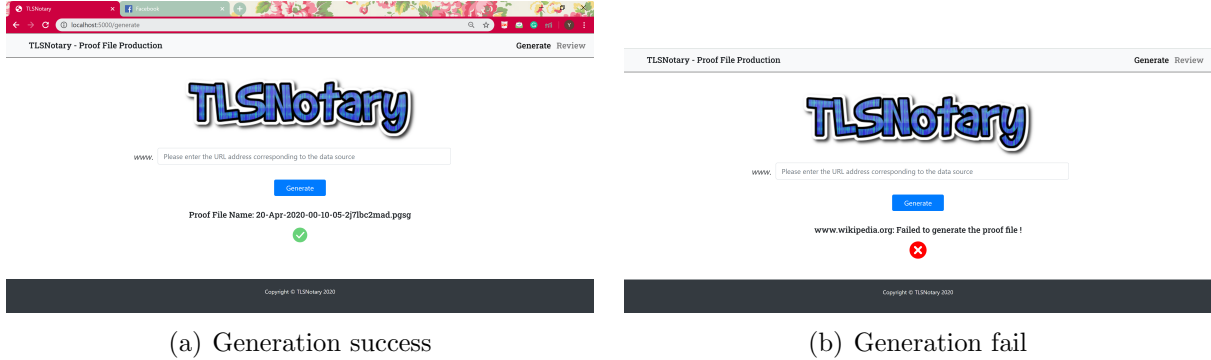 TLSNotary
Facebook
localhost:5000/generate
TLSNotary - Proof File Production Generate Review
TLSNotary
www. Please enter the URL address corresponding to the data source
Generate
Proof File Name: 20-Apr-2020-00-10-05-2j7lbc2mad.pgsg
Copyright © TLSNotary 2020
(a) Generation success
TLSNotary - Proof File Production Generate Review
TLSNotary
www. Please enter the URL address corresponding to the data source
Generate
www.wikipedia.org: Failed to generate the proof file !
Copyright © TLSNotary 2020
(b) Generation fail